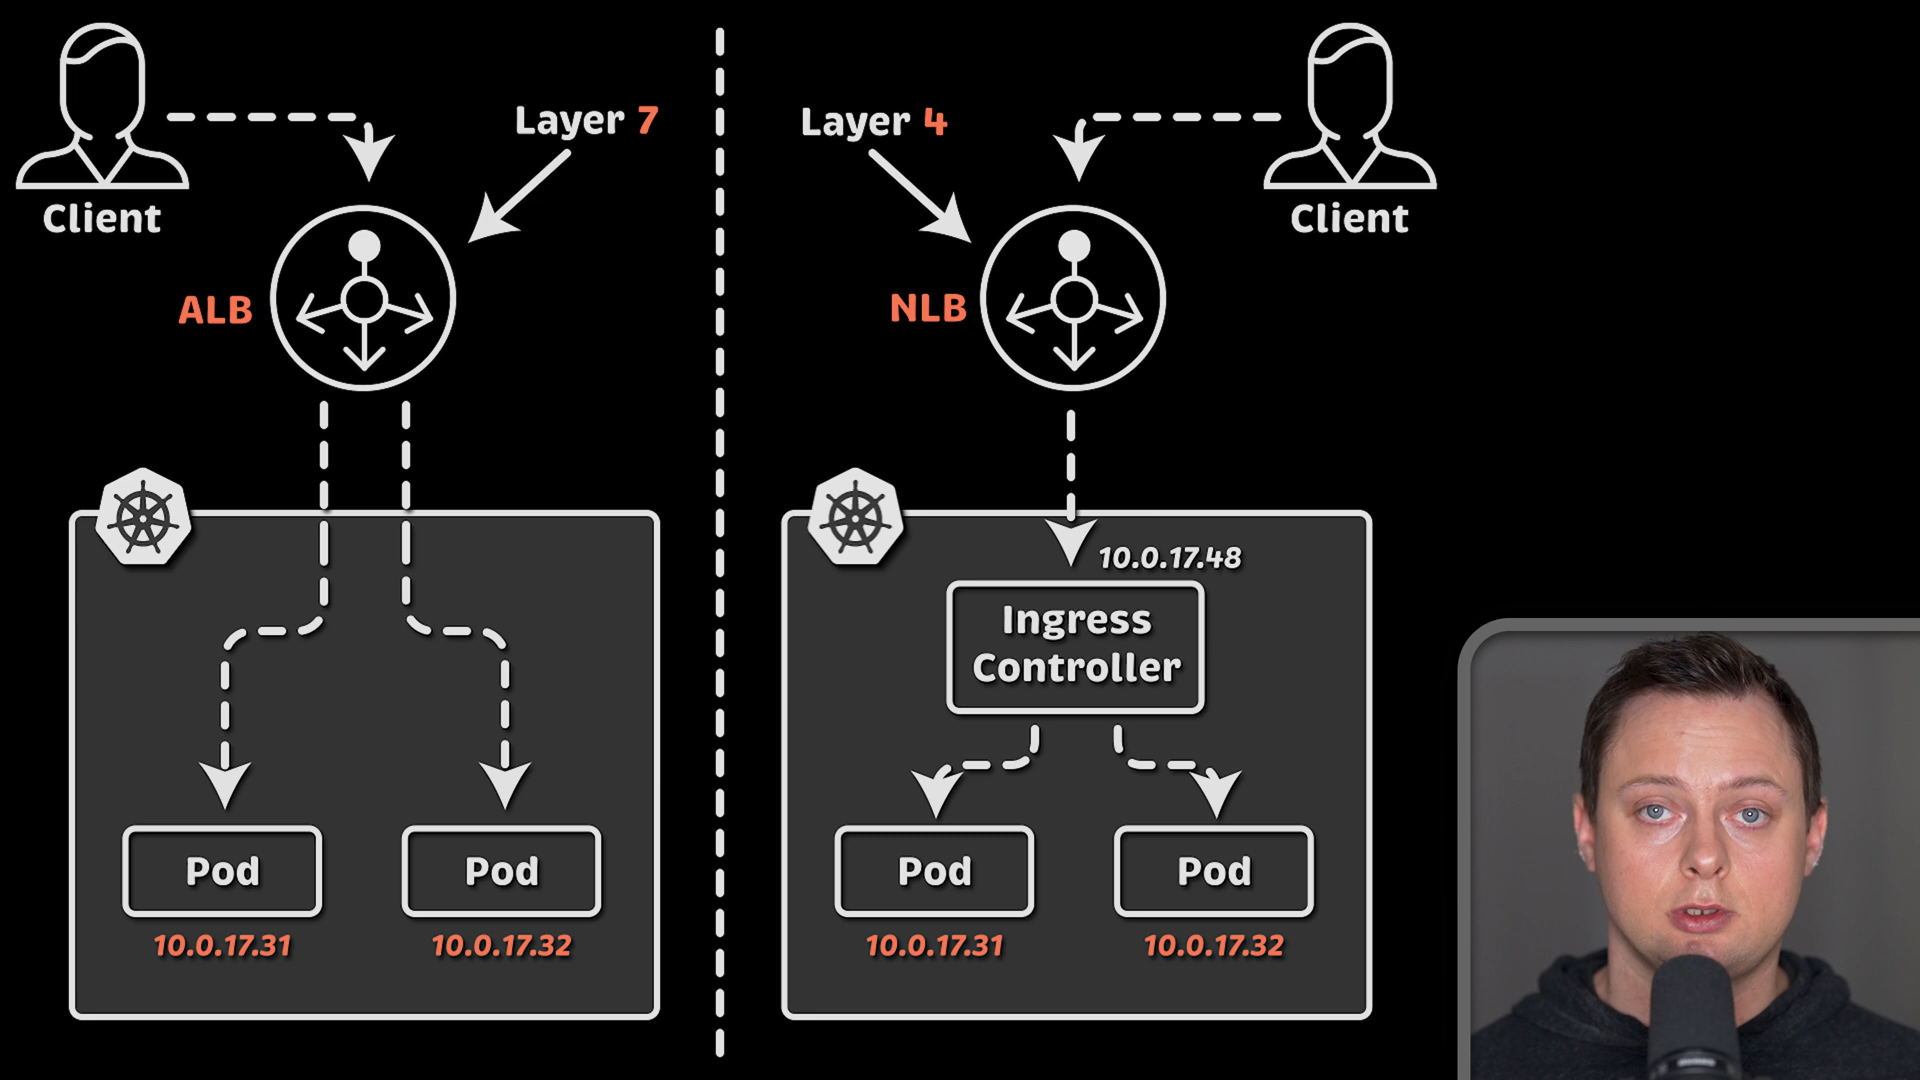 Client
Layer 7
ALB
Pod
Pod
10.0.17.31
10.0.17.32
Layer 4
Client
NLB
10.0.17.48
Ingress
Controller
Pod
Pod
10.0.17.31
10.0.17.32